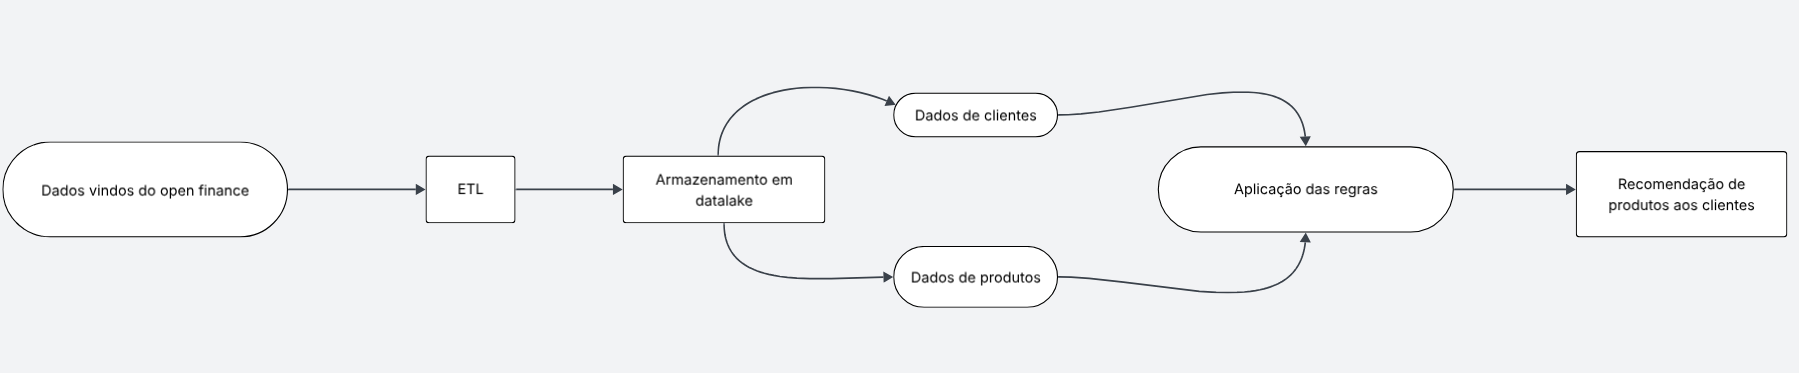 Dados vindos do open finance
ETL
Armazenamento em
datalake
Dados de clientes
Dados de produtos
Aplicação das regras
Recomendação de
produtos aos clientes